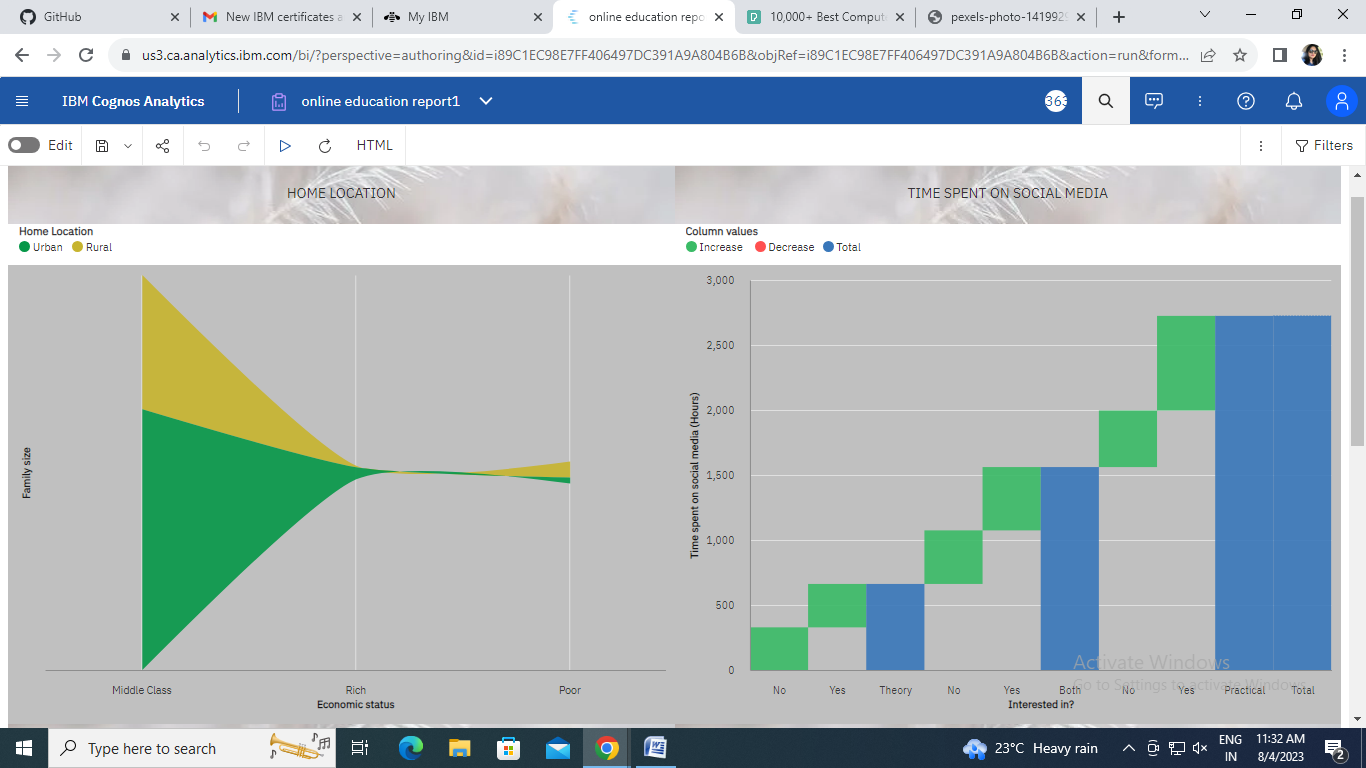 GitHub
New IBM certificates a
My IBM
online education repo
10,000+ Best Comput
pexels-photo-1419925
us3.ca.analytics.ibm.com/bi/?perspective=authoring&id=i89C1EC98E7FF406497DC391A9A804B6B&objRef=i89C1EC98E7FF406497DC391A9A804B6B&action=run&form...
IBM Cognos Analytics
online education report1
363
Edit
HTML
Filters
HOME LOCATION
Home Location
Urban Rural
Family size
Middle Class Rich Poor
Economic status
TIME SPENT ON SOCIAL MEDIA
Column values
Increase Decrease Total
Time spent on social media (Hours)
3,000
2,500
2,000
1,500
1,000
500
0
No Yes Theory No Yes Both No Yes Practical Total
Interested in?
Activate Windows
Go to Settings to activate Windows.
Type here to search
23°C Heavy rain
ENG
IN
11:32 AM
8/4/2023
2